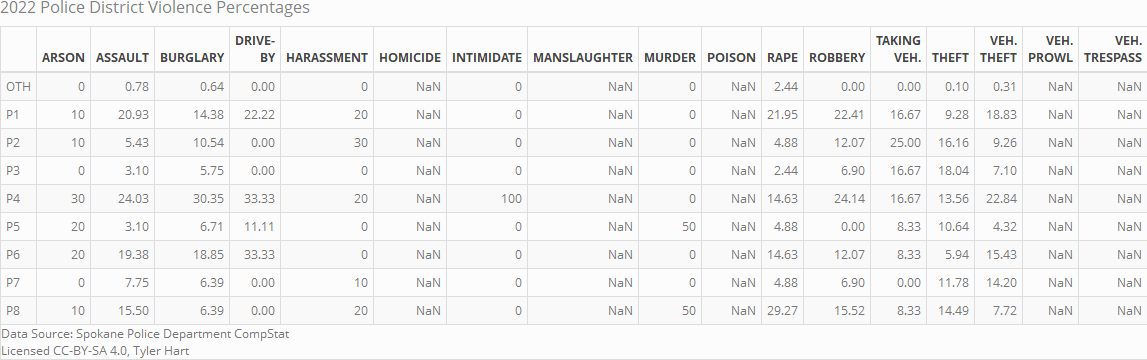 2022 Police District Violence Percentages
ARSON ASSAULT BURGLARY DRIVE-BY HARASSMENT HOMICIDE INTIMIDATE MANSLAUGHTER MURDER POISON RAPE ROBBERY TAKING VEH. THEFT VEH. THEFT VEH. PROWL VEH. TRESPASS
OTH 0 0.78 0.64 0.00 0 NaN 0 NaN 0 NaN 2.44 0.00 0.00 0.10 0.31 NaN NaN
P1 10 20.93 14.38 22.22 20 NaN 0 NaN 0 NaN 21.95 22.41 16.67 9.28 18.83 NaN NaN
P2 10 5.43 10.54 0.00 30 NaN 0 NaN 0 NaN 4.88 12.07 25.00 16.16 9.26 NaN NaN
P3 0 3.10 5.75 0.00 0 NaN 0 NaN 0 NaN 2.44 6.90 16.67 18.04 7.10 NaN NaN
P4 30 24.03 30.35 33.33 20 NaN 100 NaN 0 NaN 14.63 24.14 16.67 13.56 22.84 NaN NaN
P5 20 3.10 6.71 11.11 0 NaN 0 NaN 50 NaN 4.88 0.00 8.33 10.64 4.32 NaN NaN
P6 20 19.38 18.85 33.33 0 NaN 0 NaN 0 NaN 14.63 12.07 8.33 5.94 15.43 NaN NaN
P7 0 7.75 6.39 0.00 10 NaN 0 NaN 0 NaN 4.88 6.90 0.00 11.78 14.20 NaN NaN
P8 10 15.50 6.39 0.00 20 NaN 0 NaN 50 NaN 29.27 15.52 8.33 14.49 7.72 NaN NaN
Data Source: Spokane Police Department CompStat
Licensed CC-BY-SA 4.0, Tyler Hart